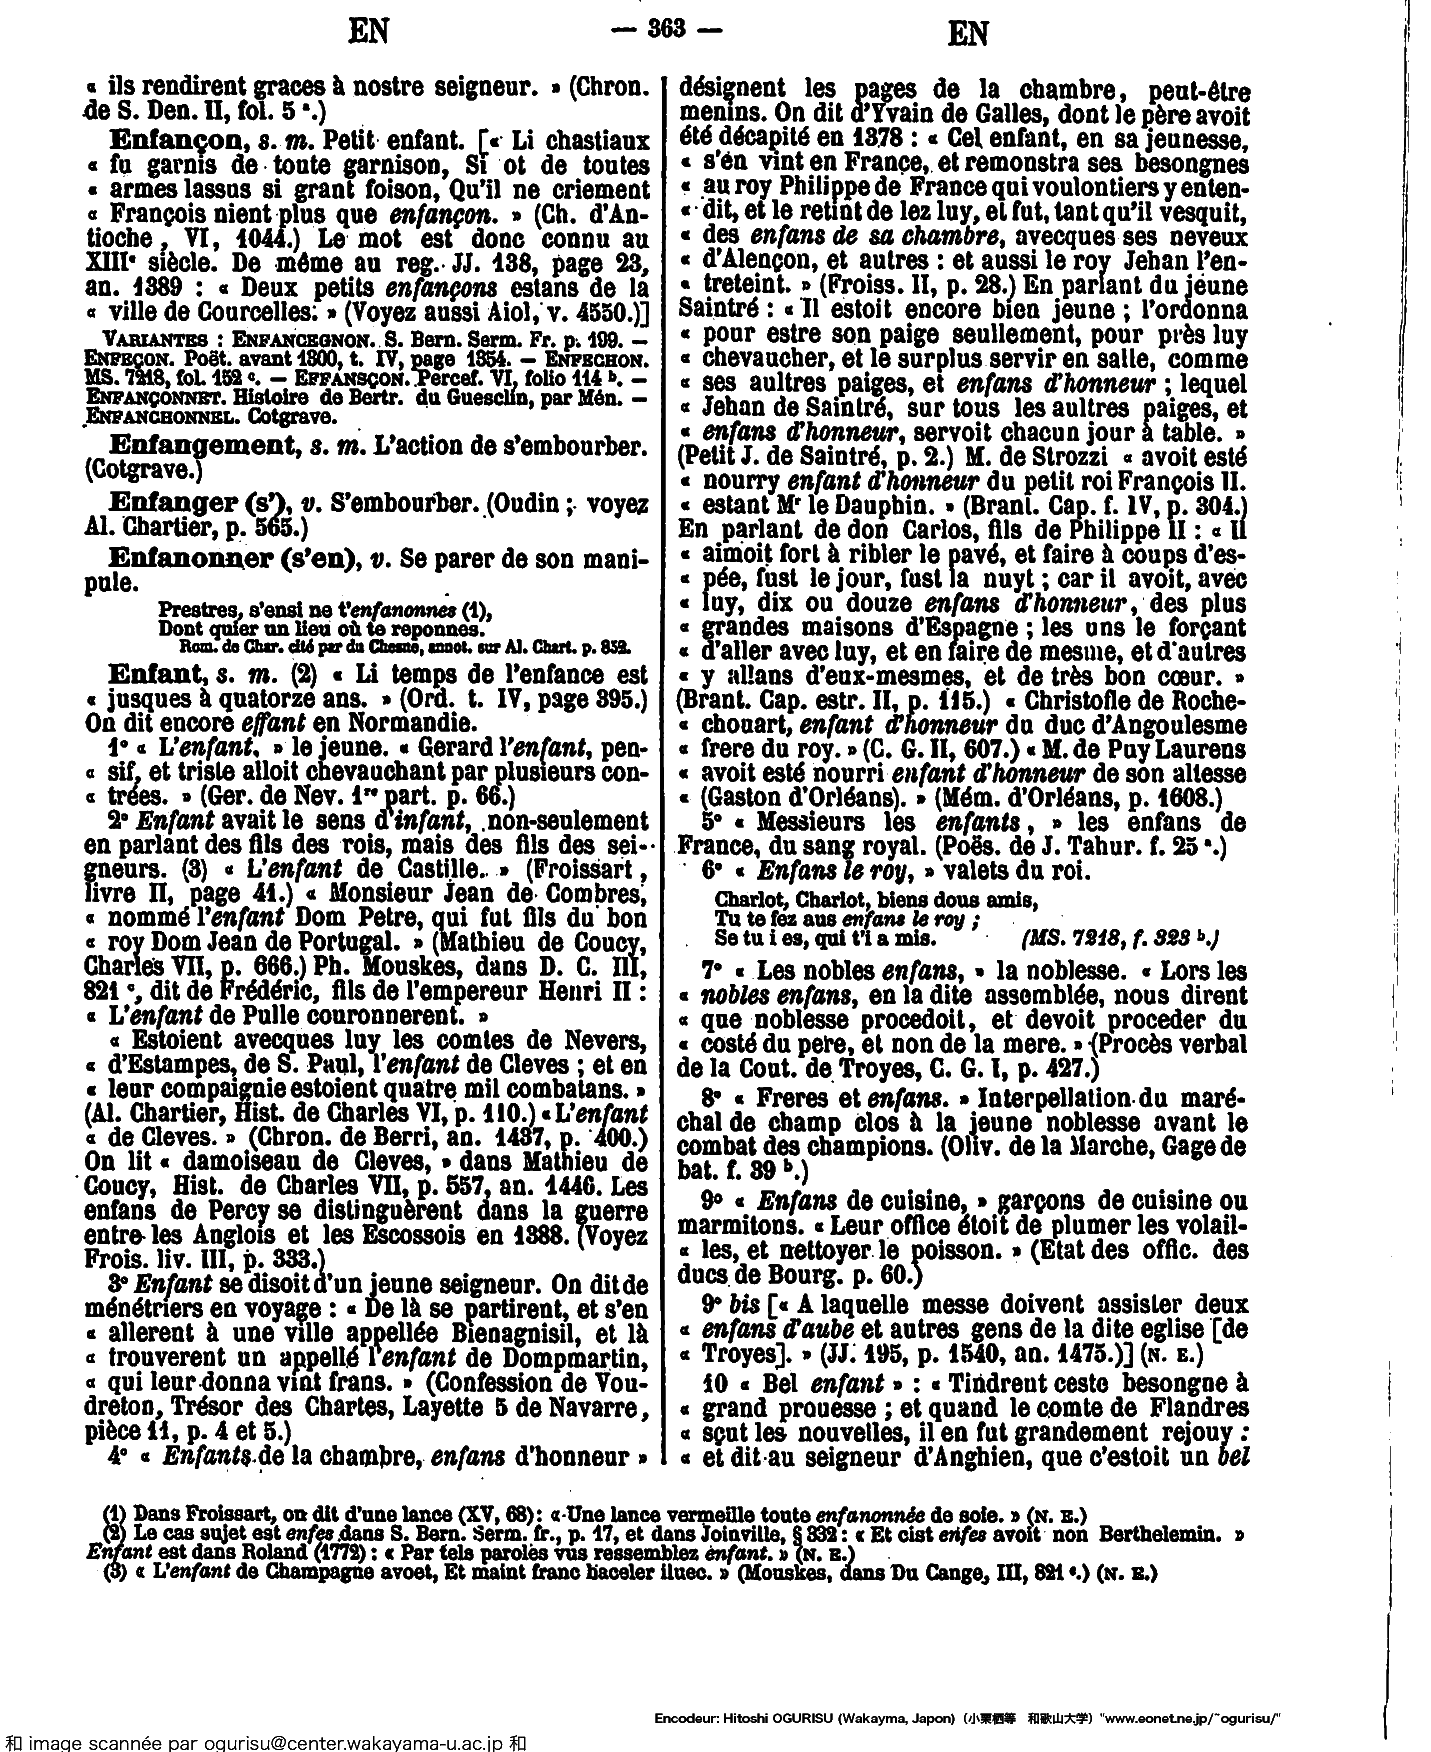 EN — 363 — EN
« ils rendirent graces à nostre seigneur. » (Chron.
de S. Den. II, fol. 5 ª.)
Enfançon, s. m. Petit enfant. [« Li chastiaux
« fu garnis de toute garnison, Si ot de toutes
« armes lassus si grant foison, Qu'il ne criement
« François nient plus que enfançon. » (Ch. d'An-
tioche, VI, 1044.) Le mot est donc connu au
XIIIᵉ siècle. De même au reg. JJ. 138, page 23,
an. 1389 : « Deux petits enfançons estans de la
« ville de Courcelles. » (Voyez aussi Aiol, v. 4550.)]
VARIANTES : ENFANCEGNON. S. Bern. Serm. Fr. p. 199. —
ENFEÇON. Poët. avant 1300, t. IV, page 1354. — ENFECHON.
MS. 7218, fol. 152 ᶜ. — EFFANSÇON. Percef. VI, folio 114 ᵇ. —
ENFANÇONNET. Histoire de Bertr. du Guesclin, par Mén. —
ENFANCHONNEL. Cotgrave.
Enfangement, s. m. L'action de s'embourber.
(Cotgrave.)
Enfanger (s'), v. S'embourber. (Oudin ; voyez
Al. Chartier, p. 565.)
Enfanonner (s'en), v. Se parer de son mani-
pule.
Prestres, s'ensi ne t'enfanonnes (1),
Dont quier un lieu où te reponnes.
Rom. de Char. cité par du Chesne, annot. sur Al. Chart. p. 852.
Enfant, s. m. (2) « Li temps de l'enfance est
« jusques à quatorze ans. » (Ord. t. IV, page 395.)
On dit encore effant en Normandie.
1° « L'enfant, » le jeune. « Gerard l'enfant, pen-
« sif, et triste alloit chevauchant par plusieurs con-
« trées. » (Ger. de Nev. 1ʳᵉ part. p. 66.)
2° Enfant avait le sens d'infant, non-seulement
en parlant des fils des rois, mais des fils des sei-
gneurs. (3) « L'enfant de Castille. » (Froissart,
livre II, page 41.) « Monsieur Jean de Combres,
« nommé l'enfant Dom Petre, qui fut fils du bon
« roy Dom Jean de Portugal. » (Mathieu de Coucy,
Charles VII, p. 666.) Ph. Mouskes, dans D. C. III,
821 ᶜ, dit de Frédéric, fils de l'empereur Henri II :
« L'enfant de Pulle couronnerent. »
« Estoient avecques luy les comtes de Nevers,
« d'Estampes, de S. Paul, l'enfant de Cleves ; et en
« leur compaignie estoient quatre mil combatans. »
(Al. Chartier, Hist. de Charles VI, p. 110.) « L'enfant
« de Cleves. » (Chron. de Berri, an. 1437, p. 400.)
On lit « damoiseau de Cleves, » dans Mathieu de
Coucy, Hist. de Charles VII, p. 557, an. 1446. Les
enfans de Percy se distinguèrent dans la guerre
entre les Anglois et les Escossois en 1388. (Voyez
Frois. liv. III, p. 333.)
3° Enfant se disoit d'un jeune seigneur. On dit de
ménétriers en voyage : « De là se partirent, et s'en
« allerent à une ville appellée Bienagnisil, et là
« trouverent un appellé l'enfant de Dompmartin,
« qui leur donna vint frans. » (Confession de Vou-
dreton, Trésor des Chartes, Layette 5 de Navarre,
pièce 11, p. 4 et 5.)
4° « Enfants de la chambre, enfans d'honneur »
désignent les pages de la chambre, peut-être
menins. On dit d'Yvain de Galles, dont le père avoit
été décapité en 1378 : « Cel enfant, en sa jeunesse,
« s'en vint en France, et remonstra ses besongnes
« au roy Philippe de France qui voulontiers y enten-
« dit, et le retint de lez luy, et fut, tant qu'il vesquit,
« des enfans de sa chambre, avecques ses neveux
« d'Alençon, et autres : et aussi le roy Jehan l'en-
« treteint. » (Froiss. II, p. 28.) En parlant du jeune
Saintré : « Il estoit encore bien jeune ; l'ordonna
« pour estre son paige seullement, pour près luy
« chevaucher, et le surplus servir en salle, comme
« ses aultres paiges, et enfans d'honneur ; lequel
« Jehan de Saintré, sur tous les aultres paiges, et
« enfans d'honneur, servoit chacun jour à table. »
(Petit J. de Saintré, p. 2.) M. de Strozzi « avoit esté
« nourry enfant d'honneur du petit roi François II.
« estant Mʳ le Dauphin. » (Brant. Cap. f. IV, p. 304.)
En parlant de don Carlos, fils de Philippe II : « Il
« aimoit fort à ribler le pavé, et faire à coups d'es-
« pée, fust le jour, fust la nuyt ; car il avoit, avec
« luy, dix ou douze enfans d'honneur, des plus
« grandes maisons d'Espagne ; les uns le forçant
« d'aller avec luy, et en faire de mesme, et d'autres
« y allans d'eux-mesmes, et de très bon cœur. »
(Brant. Cap. estr. II, p. 115.) « Christofle de Roche-
« chouart, enfant d'honneur du duc d'Angoulesme
« frere du roy. » (C. G. II, 607.) « M. de Puy Laurens
« avoit esté nourri enfant d'honneur de son altesse
« (Gaston d'Orléans). » (Mém. d'Orléans, p. 1608.)
5° « Messieurs les enfants, » les enfans de
France, du sang royal. (Poës. de J. Tahur. f. 25 ª.)
6° « Enfans le roy, » valets du roi.
Charlot, Charlot, biens dous amis,
Tu te fez aus enfans le roy ;
Se tu i es, qui t'i a mis. (MS. 7218, f. 323 ᵇ.)
7° « Les nobles enfans, » la noblesse. « Lors les
« nobles enfans, en la dite assemblée, nous dirent
« que noblesse procedoit, et devoit proceder du
« costé du pere, et non de la mere. » (Procès verbal
de la Cout. de Troyes, C. G. I, p. 427.)
8° « Freres et enfans. » Interpellation du maré-
chal de champ clos à la jeune noblesse avant le
combat des champions. (Oliv. de la Marche, Gage de
bat. f. 39 ᵇ.)
9° « Enfans de cuisine, » garçons de cuisine ou
marmitons. « Leur office étoit de plumer les volail-
« les, et nettoyer le poisson. » (Etat des offic. des
ducs de Bourg. p. 60.)
9° bis [« A laquelle messe doivent assister deux
« enfans d'aube et autres gens de la dite eglise [de
« Troyes]. » (JJ. 195, p. 1540, an. 1475.)] (N. E.)
10 « Bel enfant » : « Tindrent ceste besongne à
« grand prouesse ; et quand le comte de Flandres
« sçut les nouvelles, il en fut grandement rejouy :
« et dit au seigneur d'Anghien, que c'estoit un bel
(1) Dans Froissart, on dit d'une lance (XV, 68) : « Une lance vermeille toute enfanonnée de soie. » (N. E.)
(2) Le cas sujet est enfes dans S. Bern. Serm. fr., p. 17, et dans Joinville, § 332 : « Et cist enfes avoit non Berthelemin. »
Enfant est dans Roland (1772) : « Par tels paroles vus ressemblez enfant. » (N. E.)
(3) « L'enfant de Champagne avoet, Et maint franc baceler iluec. » (Mouskes, dans Du Cange, III, 821 ᶜ.) (N. E.)
Encodeur: Hitoshi OGURISU (Wakayma, Japon) (小栗栖等 和歌山大学) "www.eonet.ne.jp/~ogurisu/"
和 image scannée par ogurisu@center.wakayama-u.ac.jp 和